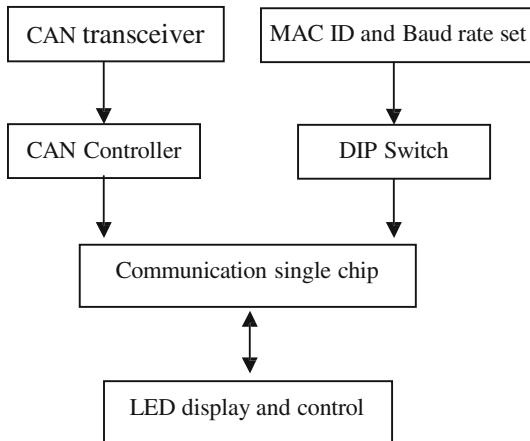 CAN transceiver
MAC ID and Baud rate set
CAN Controller
DIP Switch
Communication single chip
LED display and control